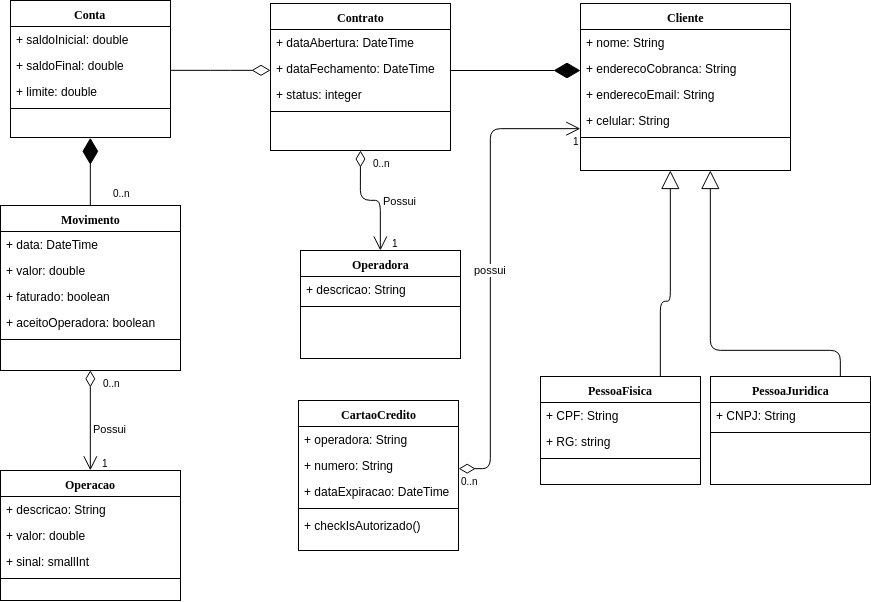 Conta
+ saldoInicial: double
+ saldoFinal: double
+ limite: double
Contrato
+ dataAbertura: DateTime
+ dataFechamento: DateTime
+ status: integer
Cliente
+ nome: String
+ enderecoCobranca: String
+ enderecoEmail: String
+ celular: String
1
0..n
Possui
1
0..n
Movimento
+ data: DateTime
+ valor: double
+ faturado: boolean
+ aceitoOperadora: boolean
Operadora
+ descricao: String
possui
0..n
Possui
1
CartaoCredito
+ operadora: String
+ numero: String
+ dataExpiracao: DateTime
+ checkIsAutorizado()
0..n
PessoaFisica
+ CPF: String
+ RG: string
PessoaJuridica
+ CNPJ: String
Operacao
+ descricao: String
+ valor: double
+ sinal: smallInt